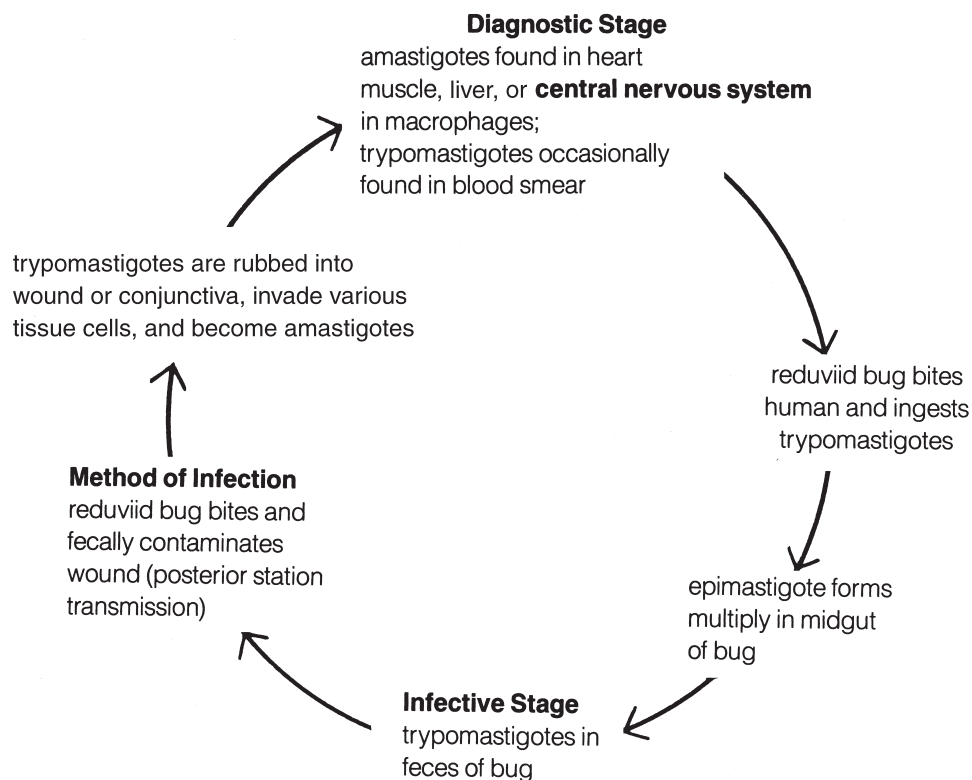 Diagnostic Stage
amastigotes found in heart
muscle, liver, or central nervous system
in macrophages;
trypomastigotes occasionally
found in blood smear
reduviid bug bites
human and ingests
trypomastigotes
epimastigote forms
multiply in midgut
of bug
Infective Stage
trypomastigotes in
feces of bug
Method of Infection
reduviid bug bites and
fecally contaminates
wound (posterior station
transmission)
trypomastigotes are rubbed into
wound or conjunctiva, invade various
tissue cells, and become amastigotes